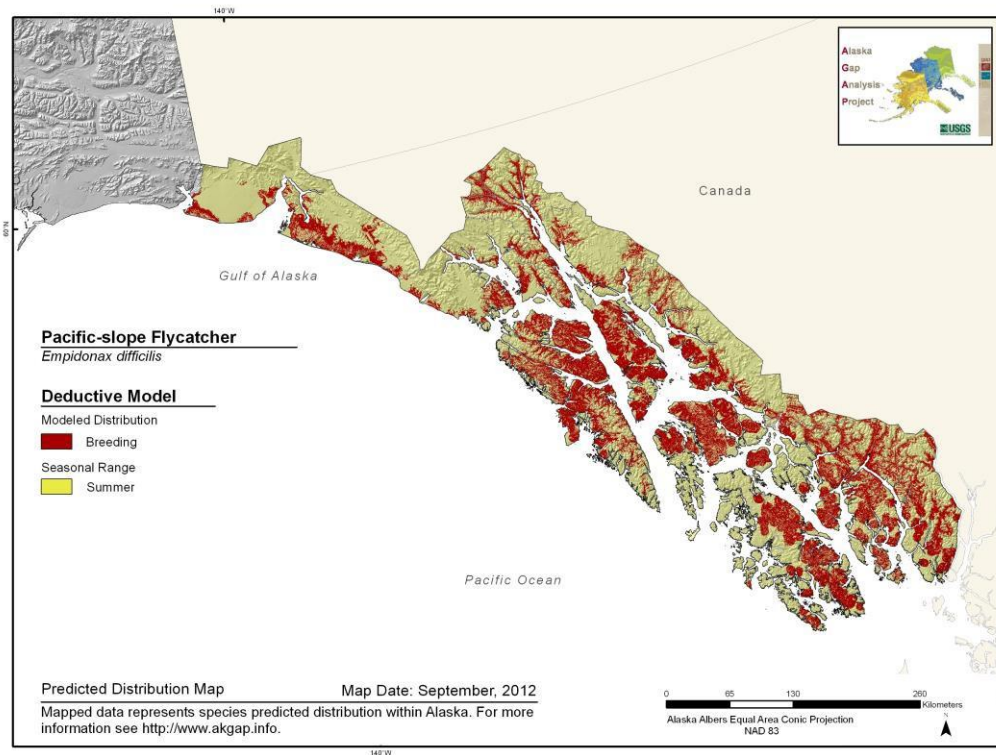 140°W
Alaska
Gap
Analysis
Project
USGS
Canada
60°N
Gulf of Alaska
Pacific-slope Flycatcher
Empidonax difficilis
Deductive Model
Modeled Distribution
Breeding
Seasonal Range
Summer
Pacific Ocean
Predicted Distribution Map Map Date: September, 2012
Mapped data represents species predicted distribution within Alaska. For more
information see http://www.akgap.info.
0 65 130 260
Kilometers
Alaska Albers Equal Area Conic Projection
NAD 83
N
140°W